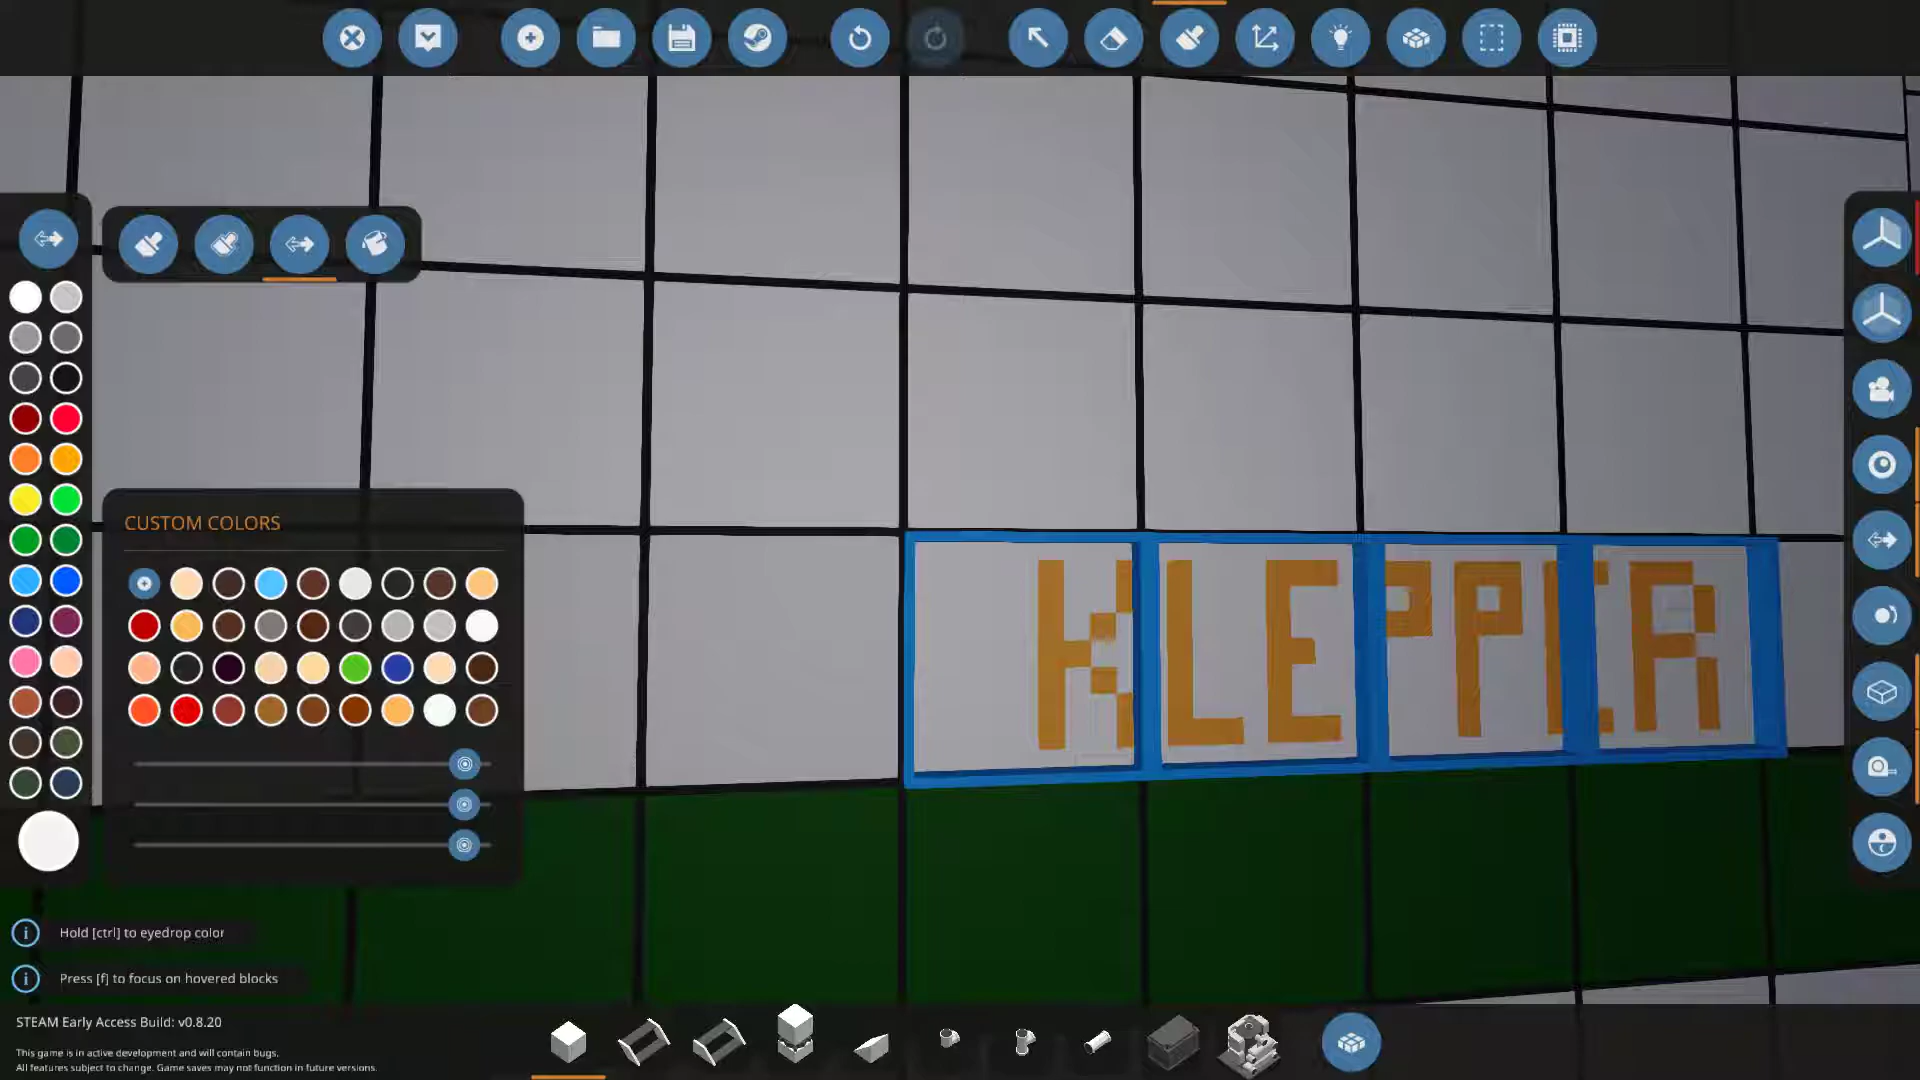 CUSTOM COLORS
KLEPPER
Hold [ctrl] to eyedrop color
Press [f] to focus on hovered blocks
STEAM Early Access Build: v0.8.20
This game is in active development and will contain bugs.
All features subject to change. Game saves may not function in future versions.